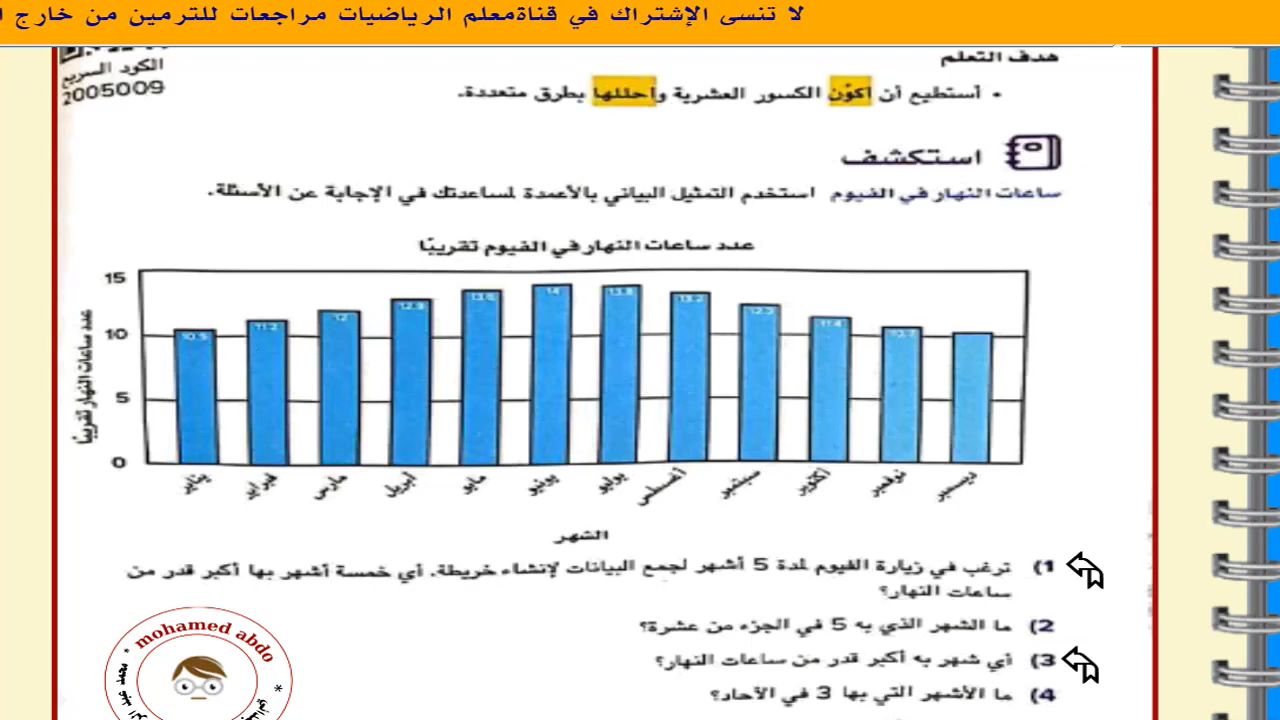 لا تنسى الإشتراك في قناةمعلم الرياضيات مراجعات للترمين من خارج
هدف التعلم
الكود السريع
2005009
• أستطيع أن أكوّن الكسور العشرية وأحللها بطرق متعددة.
استكشف
ساعات النهار في الفيوم استخدم التمثيل البياني بالأعمدة لمساعدتك في الإجابة عن الأسئلة.
عدد ساعات النهار في الفيوم تقريبًا
عدد ساعات النهار تقريبًا
15
10
5
0
10.5 11.2 12 12.9 13.6 14 13.8 13.2 12.3 11.4
يناير فبراير مارس أبريل مايو يونيو يوليو أغسطس سبتمبر أكتوبر نوفمبر ديسمبر
الشهر
1) ترغب في زيارة الفيوم لمدة 5 أشهر لجمع البيانات لإنشاء خريطة. أي خمسة أشهر بها أكبر قدر من
ساعات النهار؟
2) ما الشهر الذي به 5 في الجزء من عشرة؟
3) أي شهر به أكبر قدر من ساعات النهار؟
4) ما الأشهر التي بها 3 في الآحاد؟
mohamed abdo